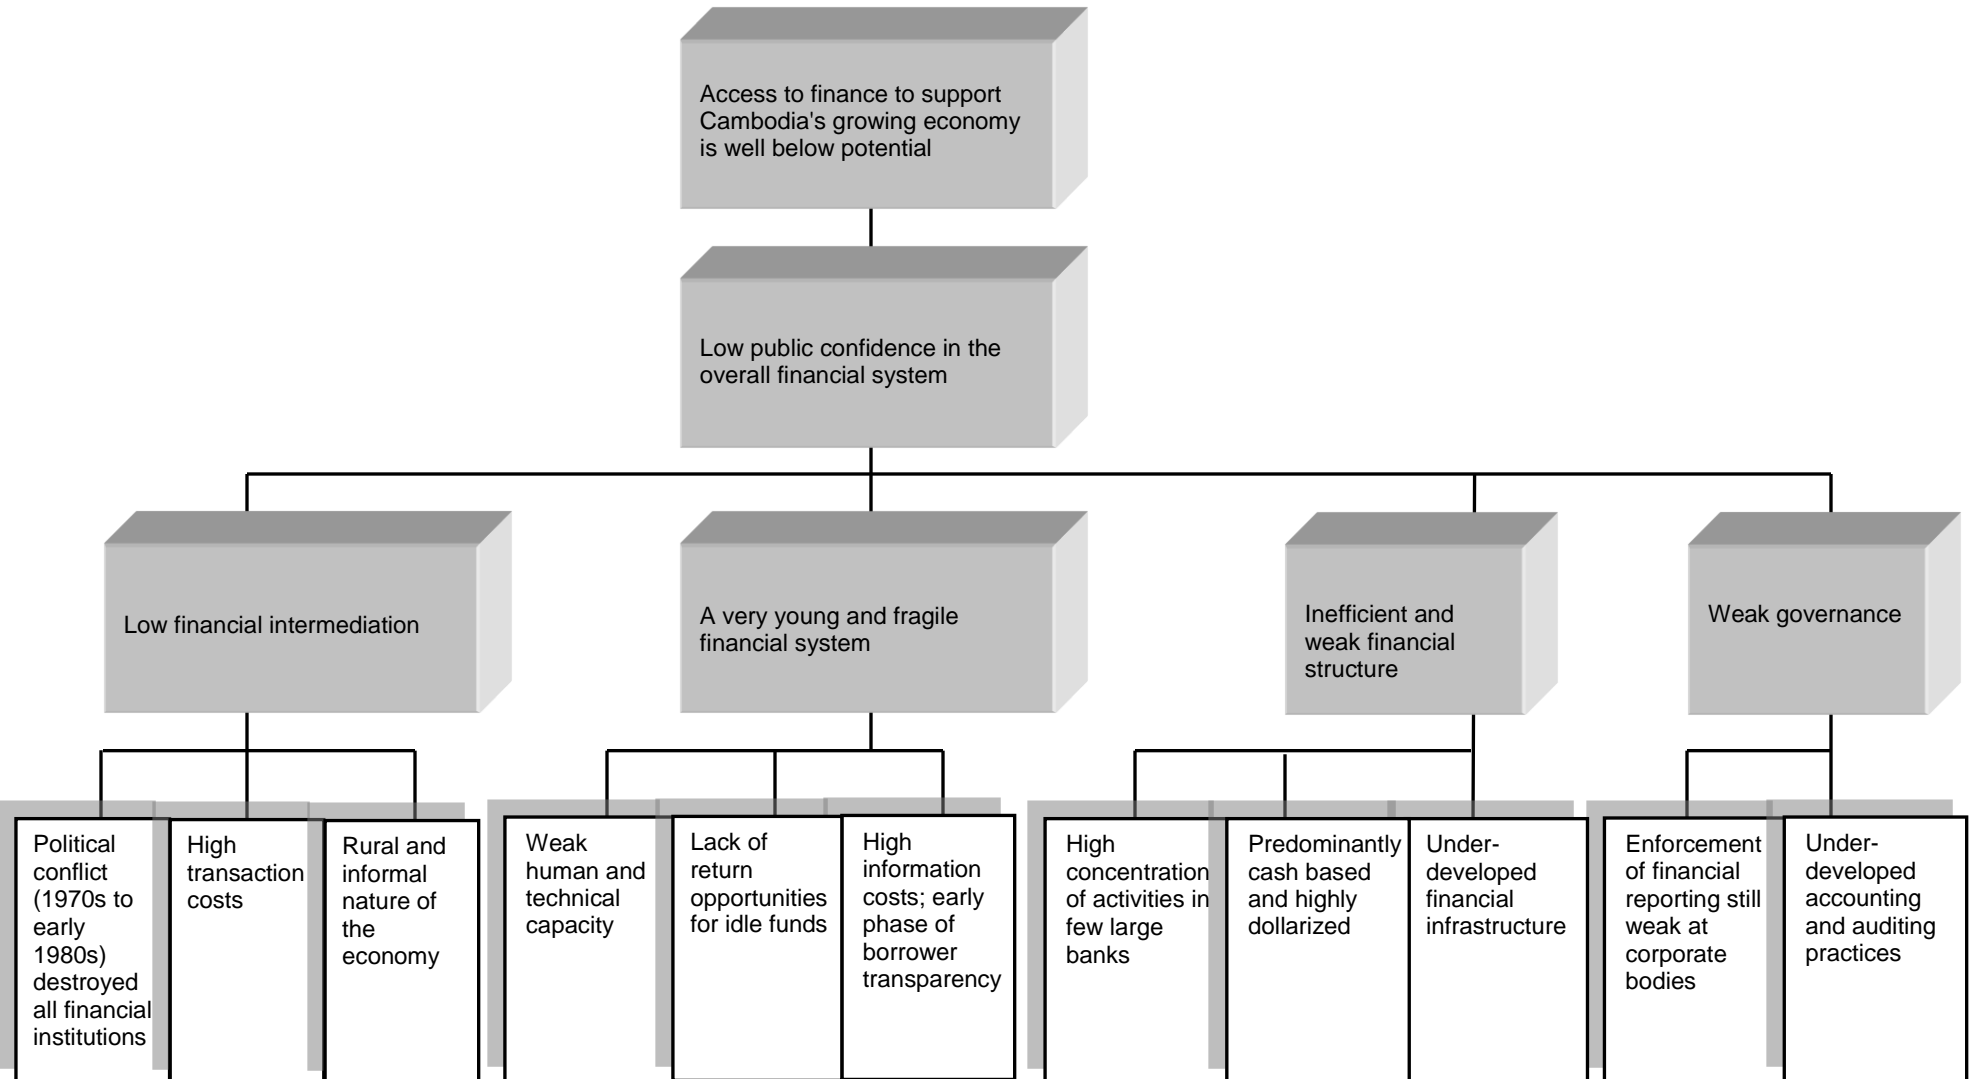 Access to finance to support
Cambodia's growing economy
is well below potential
Low public confidence in the
overall financial system
Low financial intermediation
A very young and fragile
financial system
Inefficient and
weak financial
structure
Weak governance
Political
conflict
(1970s to
early
1980s)
destroyed
all financial
institutions
High
transaction
costs
Rural and
informal
nature of
the
economy
Weak
human and
technical
capacity
Lack of
return
opportunities
for idle funds
High
information
costs; early
phase of
borrower
transparency
High
concentration
of activities in
few large
banks
Predominantly
cash based
and highly
dollarized
Under-
developed
financial
infrastructure
Enforcement
of financial
reporting still
weak at
corporate
bodies
Under-
developed
accounting
and auditing
practices